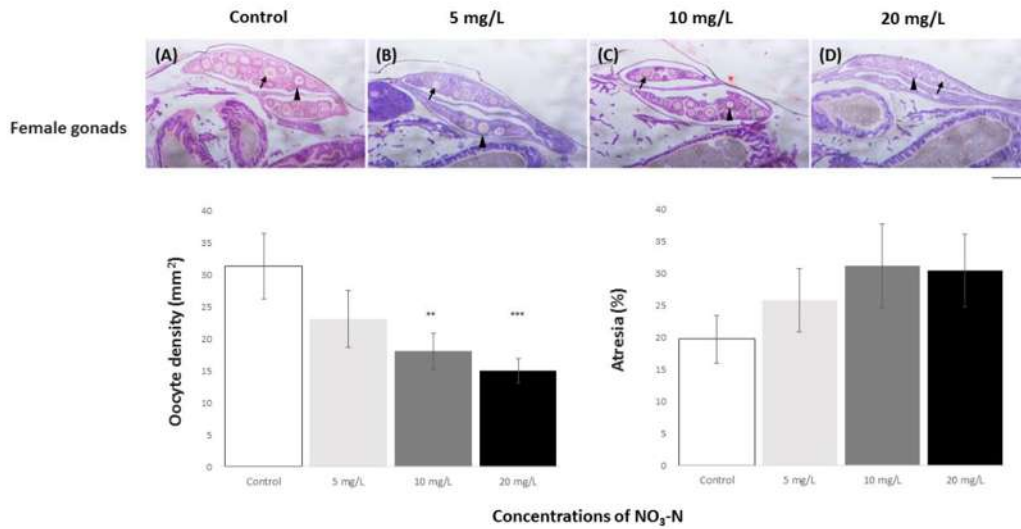 Control 5 mg/L 10 mg/L 20 mg/L
(A) (B) (C) (D)
Female gonads
Oocyte density (mm²)
40
35
30
25
20
15
10
5
0
** ***
Control 5 mg/L 10 mg/L 20 mg/L
Atresia (%)
40
35
30
25
20
15
10
5
0
Control 5 mg/L 10 mg/L 20 mg/L
Concentrations of NO₃-N